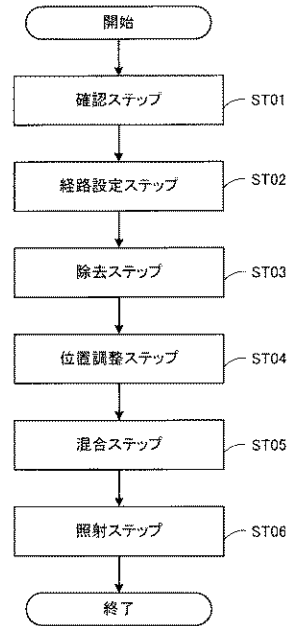 開始
確認ステップ ST01
経路設定ステップ ST02
除去ステップ ST03
位置調整ステップ ST04
混合ステップ ST05
照射ステップ ST06
終了